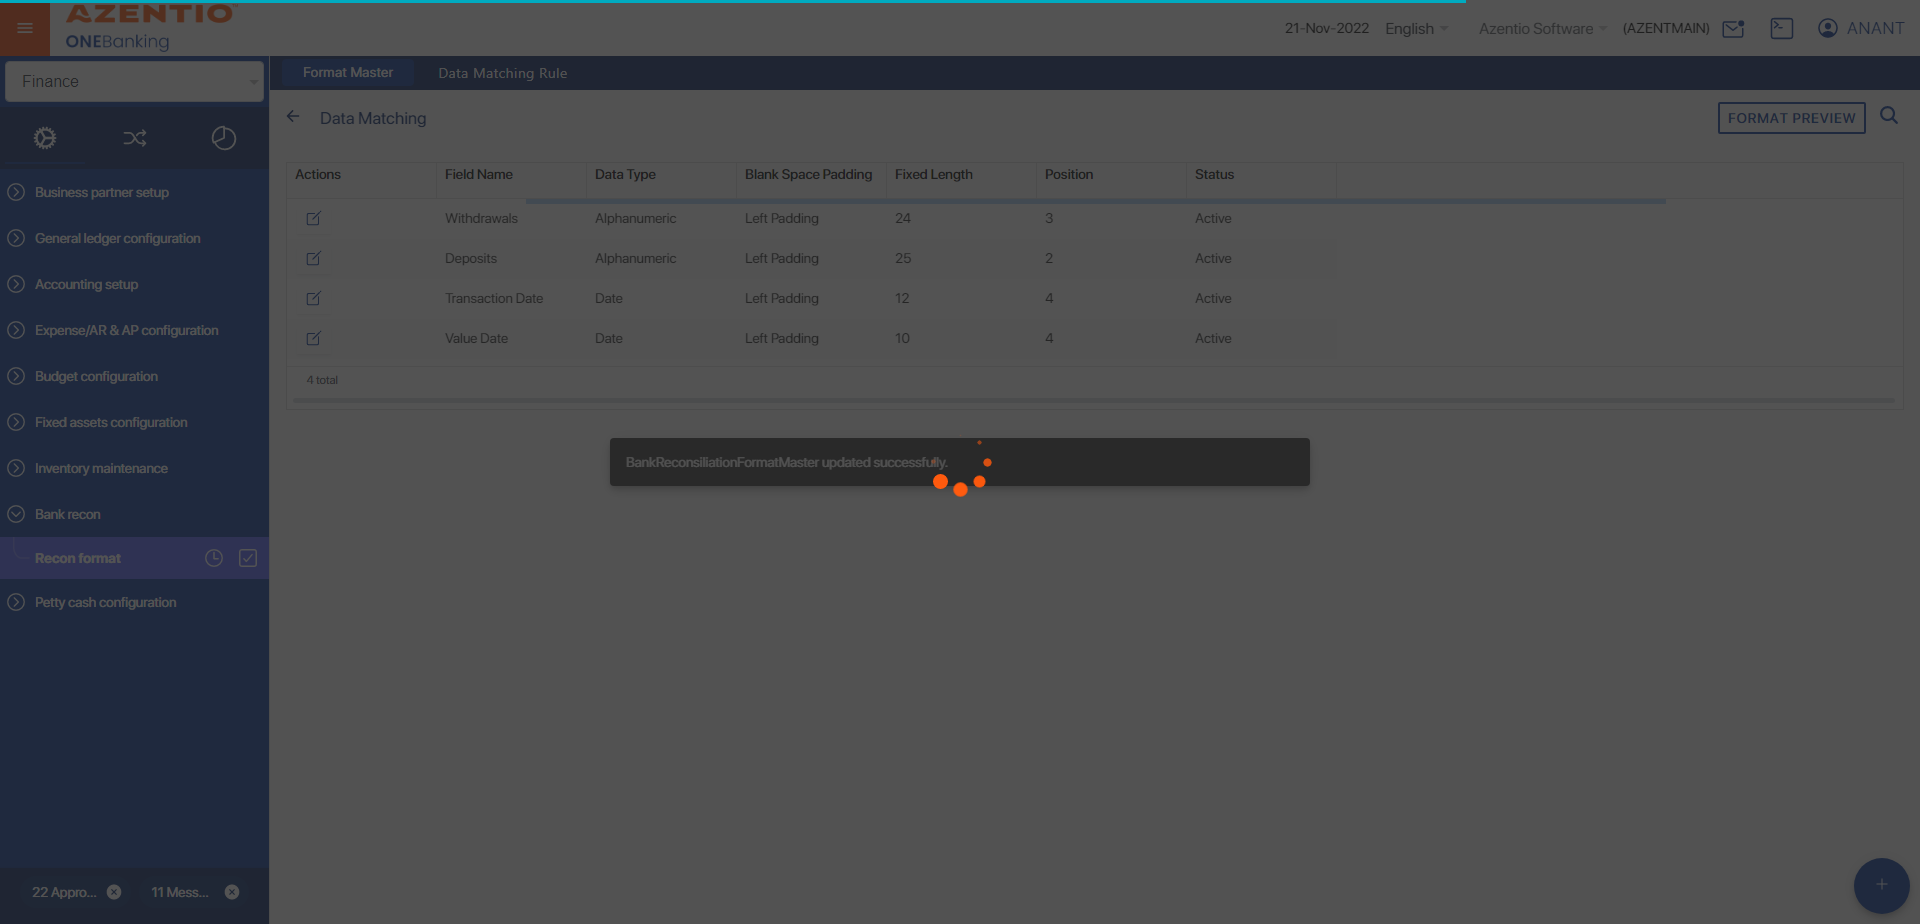 AZENTIO
ONEBanking
21-Nov-2022
English
Azentio Software
(AZENTMAIN)
ANANT
Finance
Format Master
Data Matching Rule
Data Matching
FORMAT PREVIEW
Business partner setup
General ledger configuration
Accounting setup
Expense/AR & AP configuration
Budget configuration
Fixed assets configuration
Inventory maintenance
Bank recon
Recon format
Petty cash configuration
22 Appro...
11 Mess...
Actions Field Name Data Type Blank Space Padding Fixed Length Position Status
Withdrawals Alphanumeric Left Padding 24 3 Active
Deposits Alphanumeric Left Padding 25 2 Active
Transaction Date Date Left Padding 12 4 Active
Value Date Date Left Padding 10 4 Active
4 total
BankReconsiliationFormatMaster updated successfully.